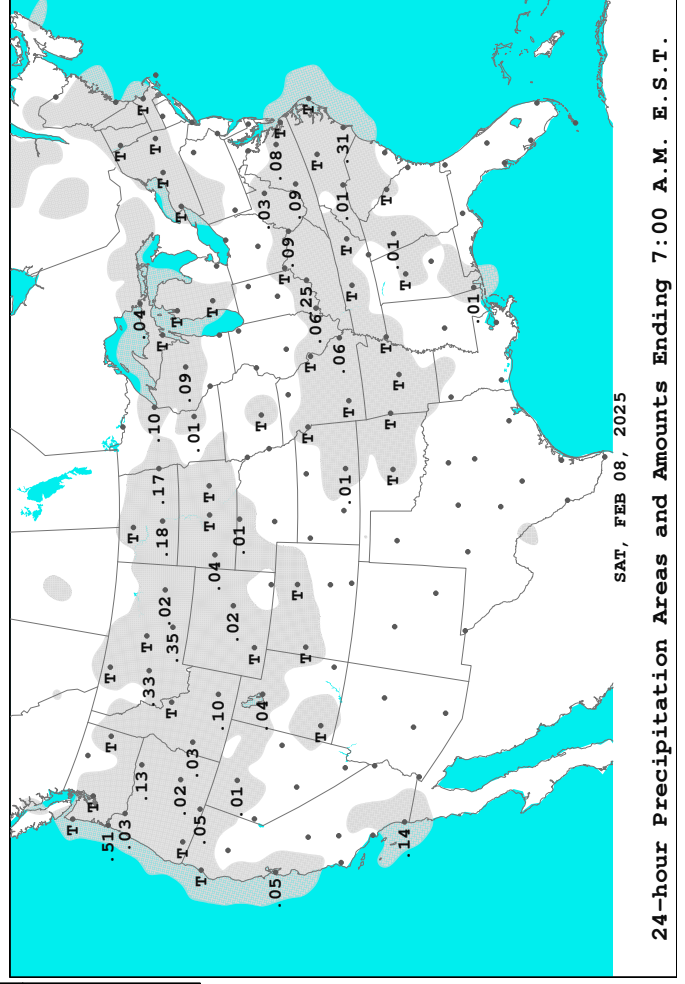 T
T
.51
T
T
T
.03
T
.13
.04
T
T
.33
.10
T
.17
.18
T
T
.02
T
.35
T
.02
T
T
.09
.03
.01
.05
T
T
T
T
.04
.10
.02
.01
.01
T
T
.04
.03
.05
.08
T
T
.09
.09
T
T
.25
T
T
T
.06
T
T
.06
.31
.01
.01
T
T
T
T
T
T
T
.01
T
.14
T
.01
SAT, FEB 08, 2025
24-hour Precipitation Areas and Amounts Ending 7:00 A.M. E.S.T.